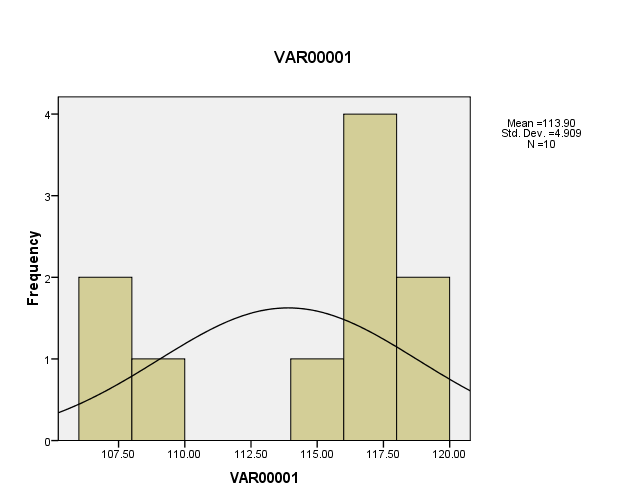 VAR00001
Mean =113.90
Std. Dev. =4.909
N =10
4
3
2
1
0
Frequency
107.50 110.00 112.50 115.00 117.50 120.00
VAR00001